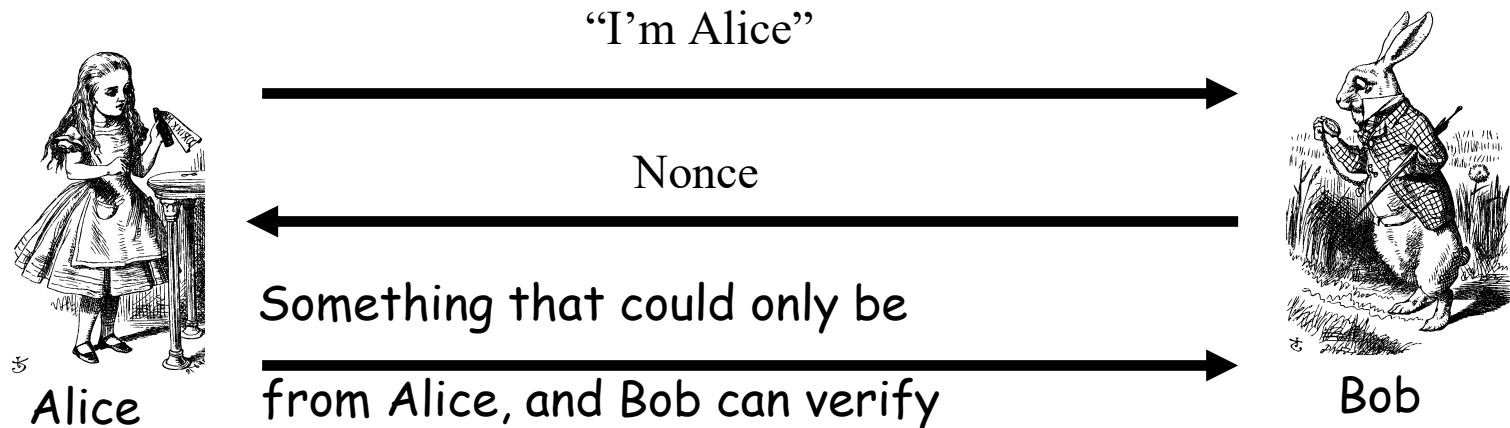 “I’m Alice”
Nonce
Something that could only be
from Alice, and Bob can verify
Alice
Bob